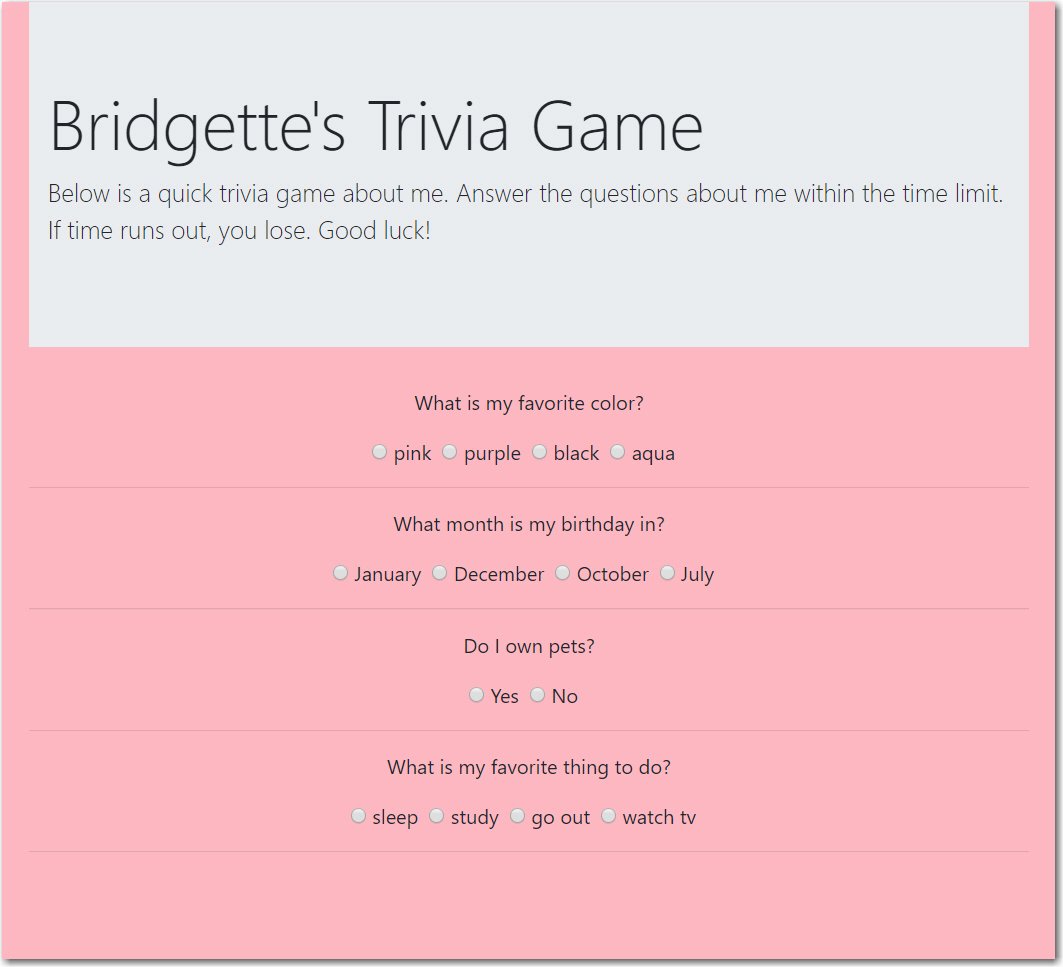 Bridgette's Trivia Game
Below is a quick trivia game about me. Answer the questions about me within the time limit.
If time runs out, you lose. Good luck!
What is my favorite color?
pink purple black aqua
What month is my birthday in?
January December October July
Do I own pets?
Yes No
What is my favorite thing to do?
sleep study go out watch tv